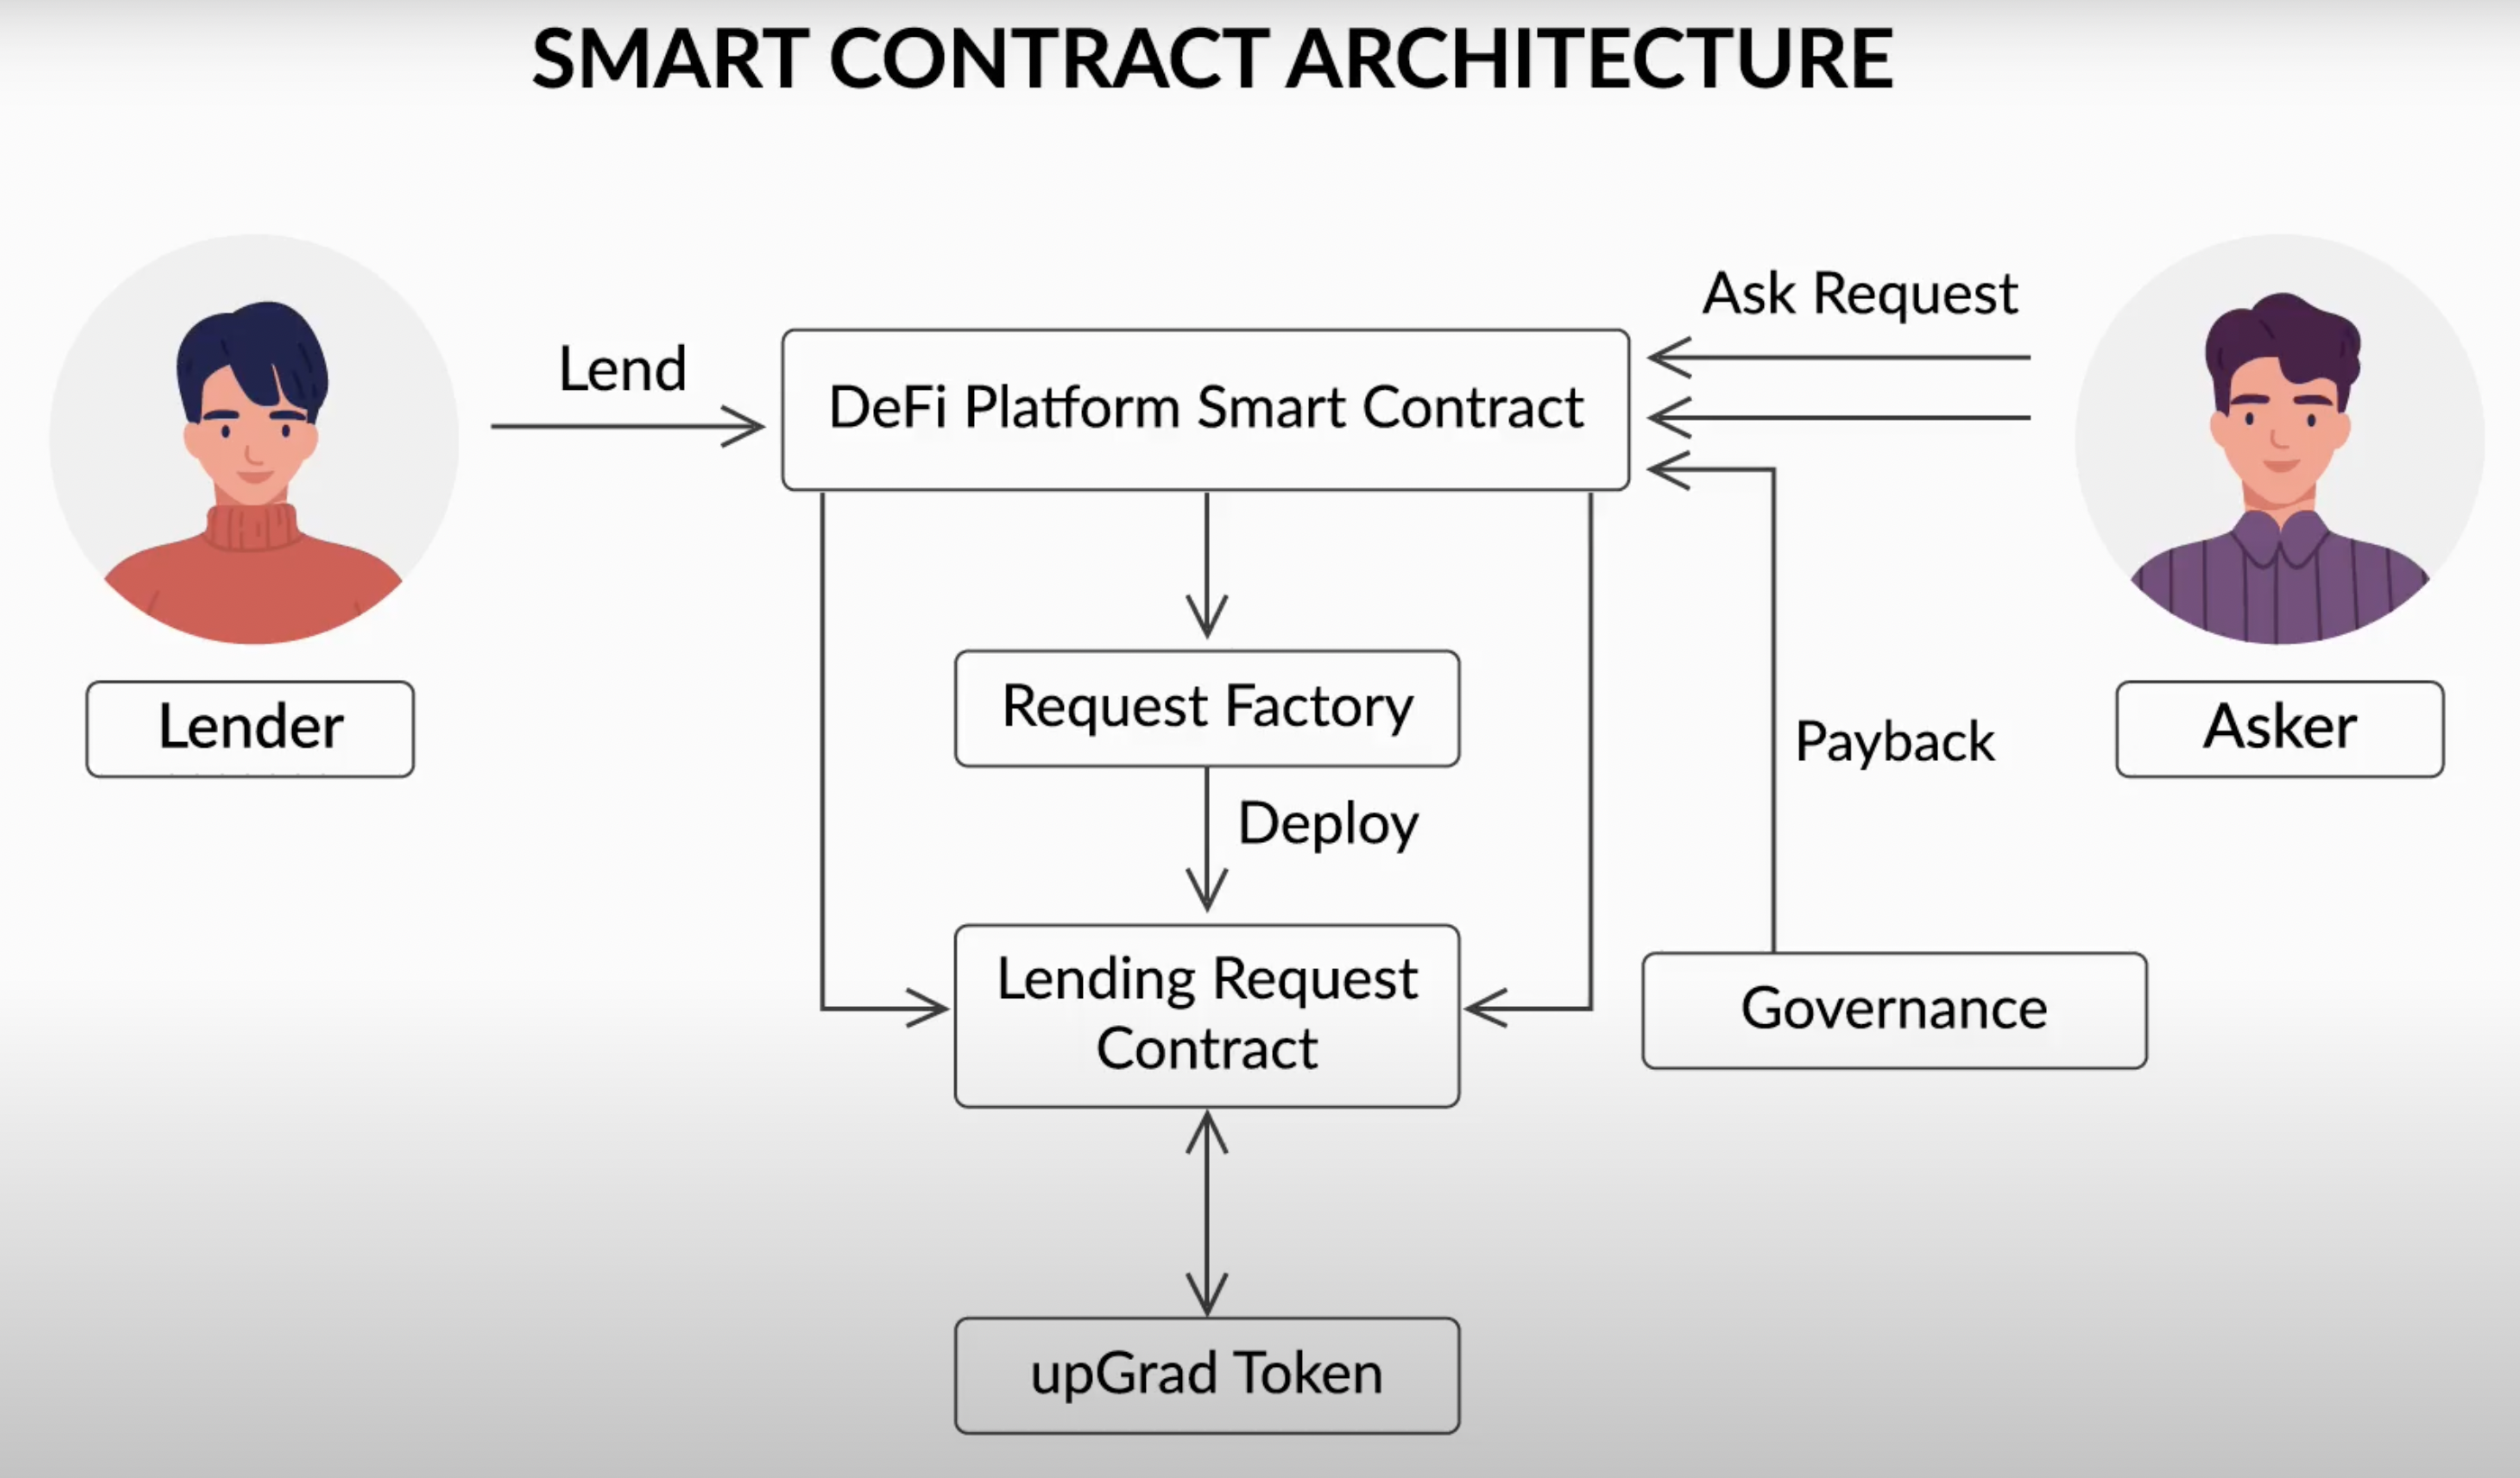 SMART CONTRACT ARCHITECTURE
Ask Request
Lend
DeFi Platform Smart Contract
Request Factory
Lender
Asker
Payback
Deploy
Lending Request
Contract
Governance
upGrad Token